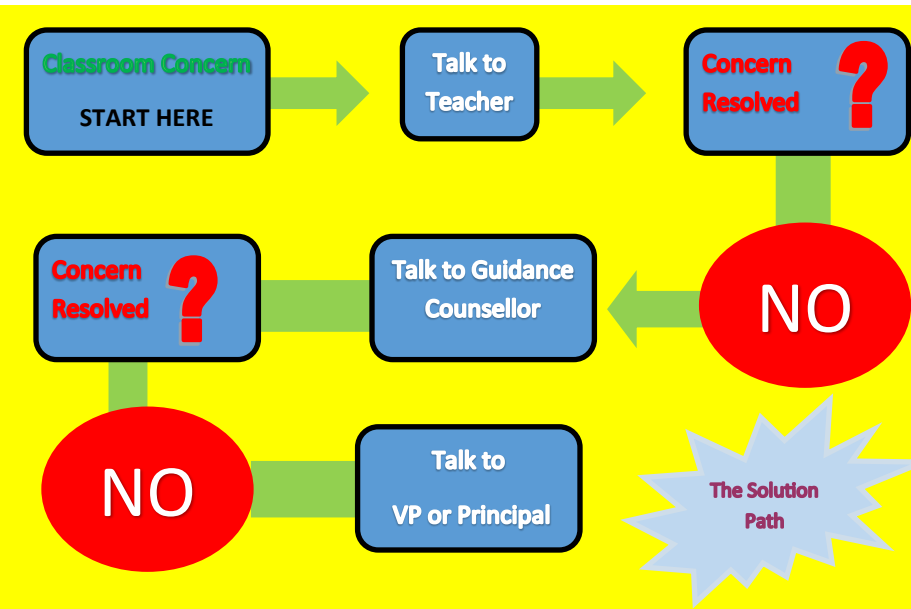 Classroom Concern
START HERE
Talk to
Teacher
Concern
Resolved
?
NO
Talk to Guidance
Counsellor
Concern
Resolved
?
NO
Talk to
VP or Principal
The Solution
Path